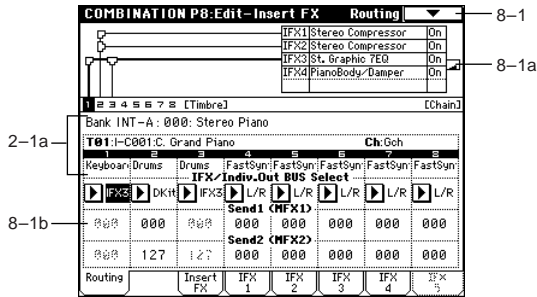 COMBINATION P8:Edit-Insert FX Routing
8-1
IFX1 Stereo Compressor On
IFX2 Stereo Compressor On
IFX3 St. Graphic 7EQ On
IFX4 PianoBody/Damper On
8-1a
1 2 3 4 5 6 7 8 [Timbre] [Chain]
2-1a
Bank INT-A: 000: Stereo Piano
T01:I-C001:C. Grand Piano Ch:Gch
1 2 3 4 5 6 7 8
Keyboar Drums Drums FastSyn FastSyn FastSyn FastSyn FastSyn
IFX/Indiv.Out BUS Select
IFX3 DKit IFX3 L/R L/R L/R L/R L/R
Send1 (MFX1)
8-1b
000 000 000 000 000 000 000 000
Send2 (MFX2)
000 127 127 000 000 000 000 000
Routing Insert FX IFX 1 IFX 2 IFX 3 IFX 4 IFX 5